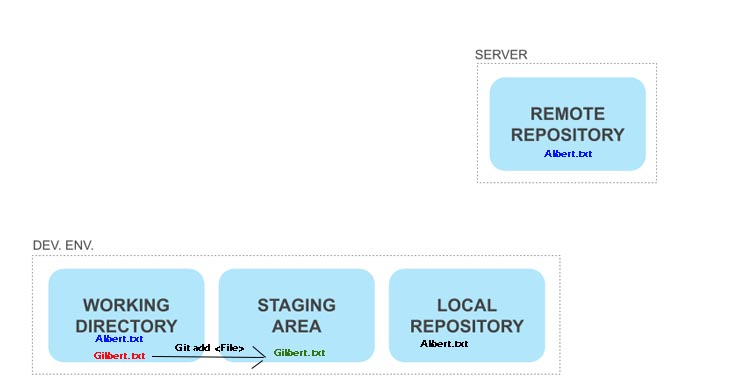 SERVER
REMOTE
REPOSITORY
Albert.txt
DEV. ENV.
WORKING
DIRECTORY
Albert.txt
Gilbert.txt
Git add <File>
STAGING
AREA
Gilbert.txt
LOCAL
REPOSITORY
Albert.txt